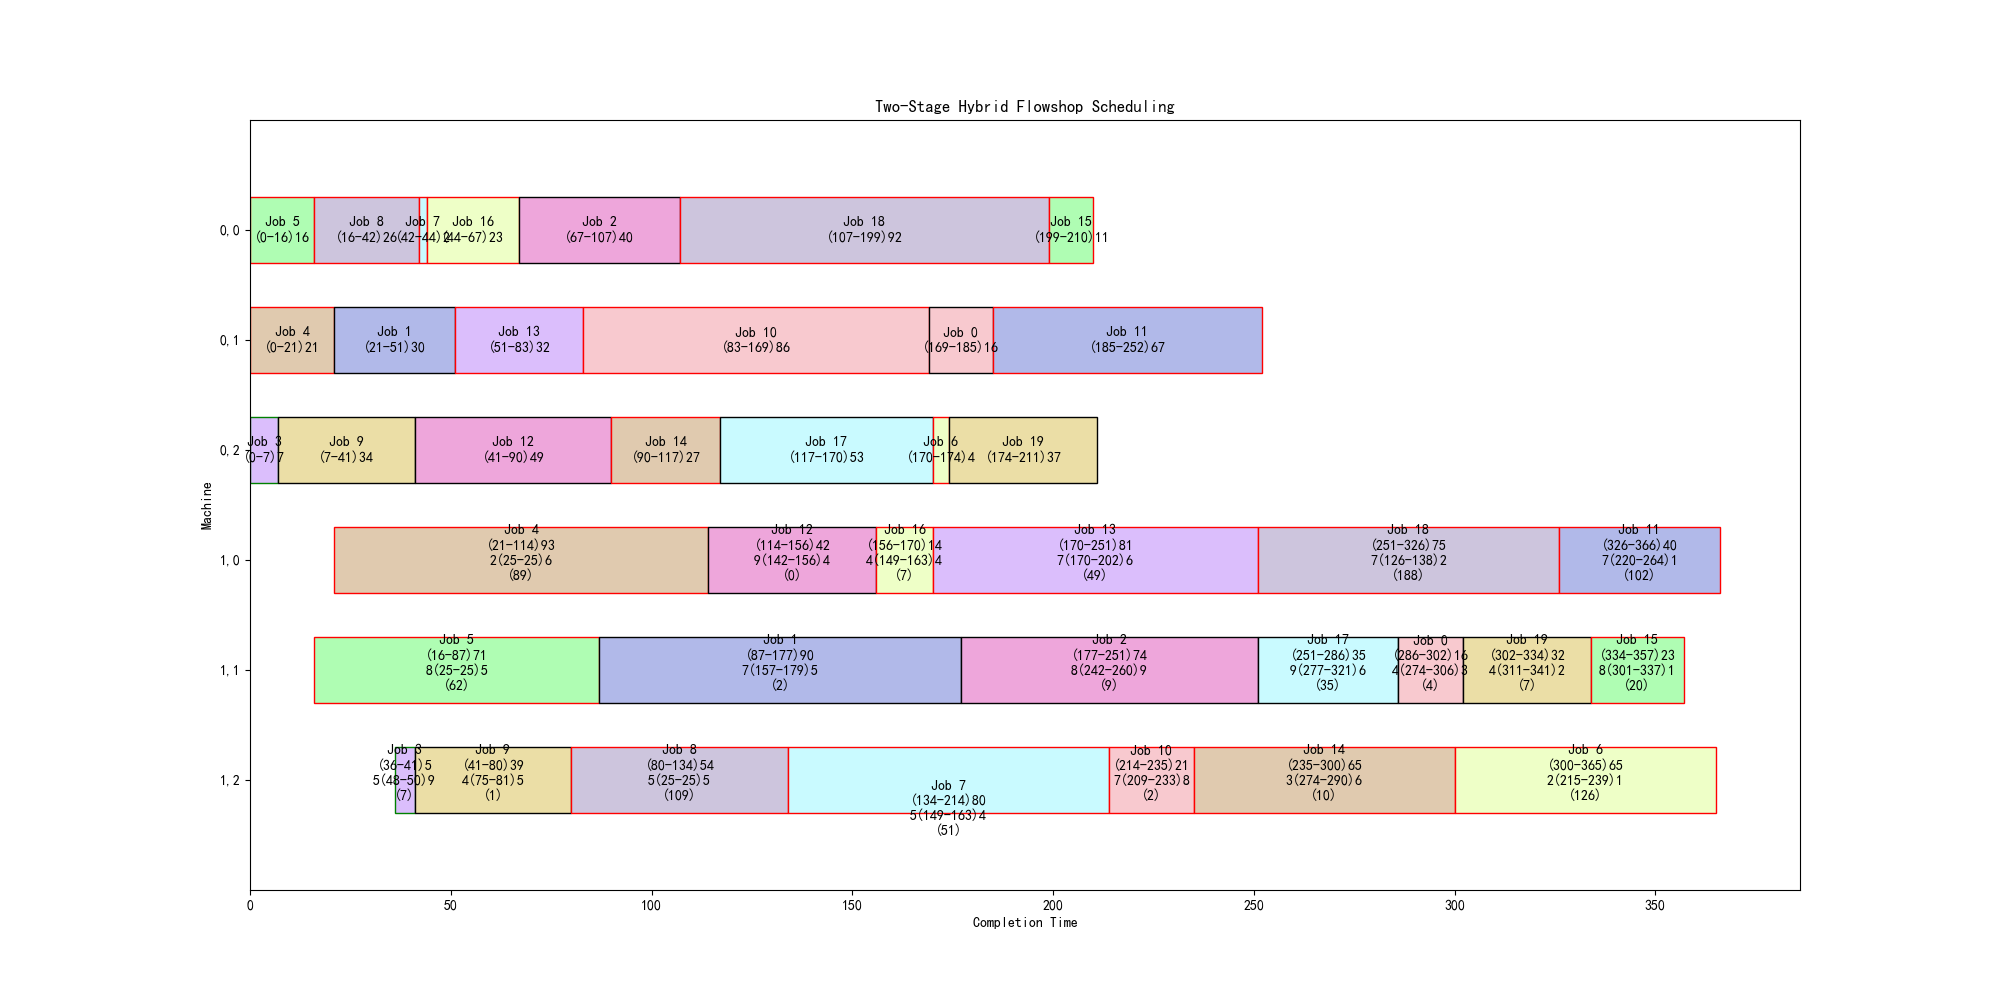 Two-Stage Hybrid Flowshop Scheduling
Machine
0,0
Job 5
(0-16)16
Job 8
(16-42)26
Job 7
(42-44)2
Job 16
(44-67)23
Job 2
(67-107)40
Job 18
(107-199)92
Job 15
(199-210)11
0,1
Job 4
(0-21)21
Job 1
(21-51)30
Job 13
(51-83)32
Job 10
(83-169)86
Job 0
(169-185)16
Job 11
(185-252)67
0,2
Job 3
(0-7)7
Job 9
(7-41)34
Job 12
(41-90)49
Job 14
(90-117)27
Job 17
(117-170)53
Job 6
(170-174)4
Job 19
(174-211)37
1,0
Job 4
(21-114)93
2(25-25)6
(89)
Job 12
(114-156)42
9(142-156)4
(0)
Job 16
(156-170)14
4(149-163)4
(7)
Job 13
(170-251)81
7(170-202)6
(49)
Job 18
(251-326)75
7(126-138)2
(188)
Job 11
(326-366)40
7(220-264)1
(102)
1,1
Job 5
(16-87)71
8(25-25)5
(62)
Job 1
(87-177)90
7(157-179)5
(2)
Job 2
(177-251)74
8(242-260)9
(9)
Job 17
(251-286)35
9(277-321)6
(35)
Job 0
(286-302)16
4(274-306)3
(4)
Job 19
(302-334)32
4(311-341)2
(7)
Job 15
(334-357)23
8(301-337)1
(20)
1,2
Job 3
(36-41)5
5(48-50)9
(7)
Job 9
(41-80)39
4(75-81)5
(1)
Job 8
(80-134)54
5(25-25)5
(109)
Job 7
(134-214)80
5(149-163)4
(51)
Job 10
(214-235)21
7(209-233)8
(2)
Job 14
(235-300)65
3(274-290)6
(10)
Job 6
(300-365)65
2(215-239)1
(126)
0 50 100 150 200 250 300 350
Completion Time